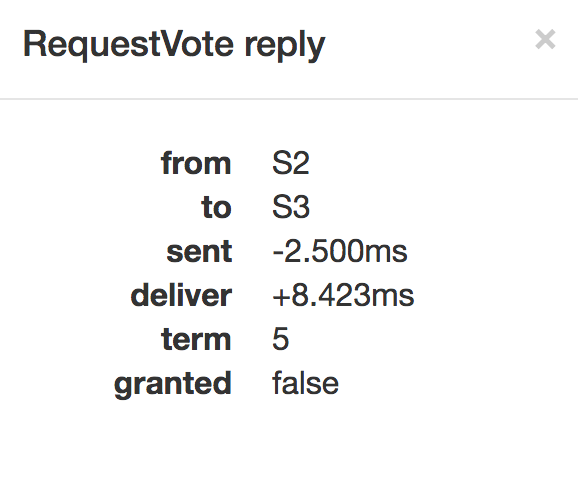 RequestVote reply ×
from S2
to S3
sent -2.500ms
deliver +8.423ms
term 5
granted false